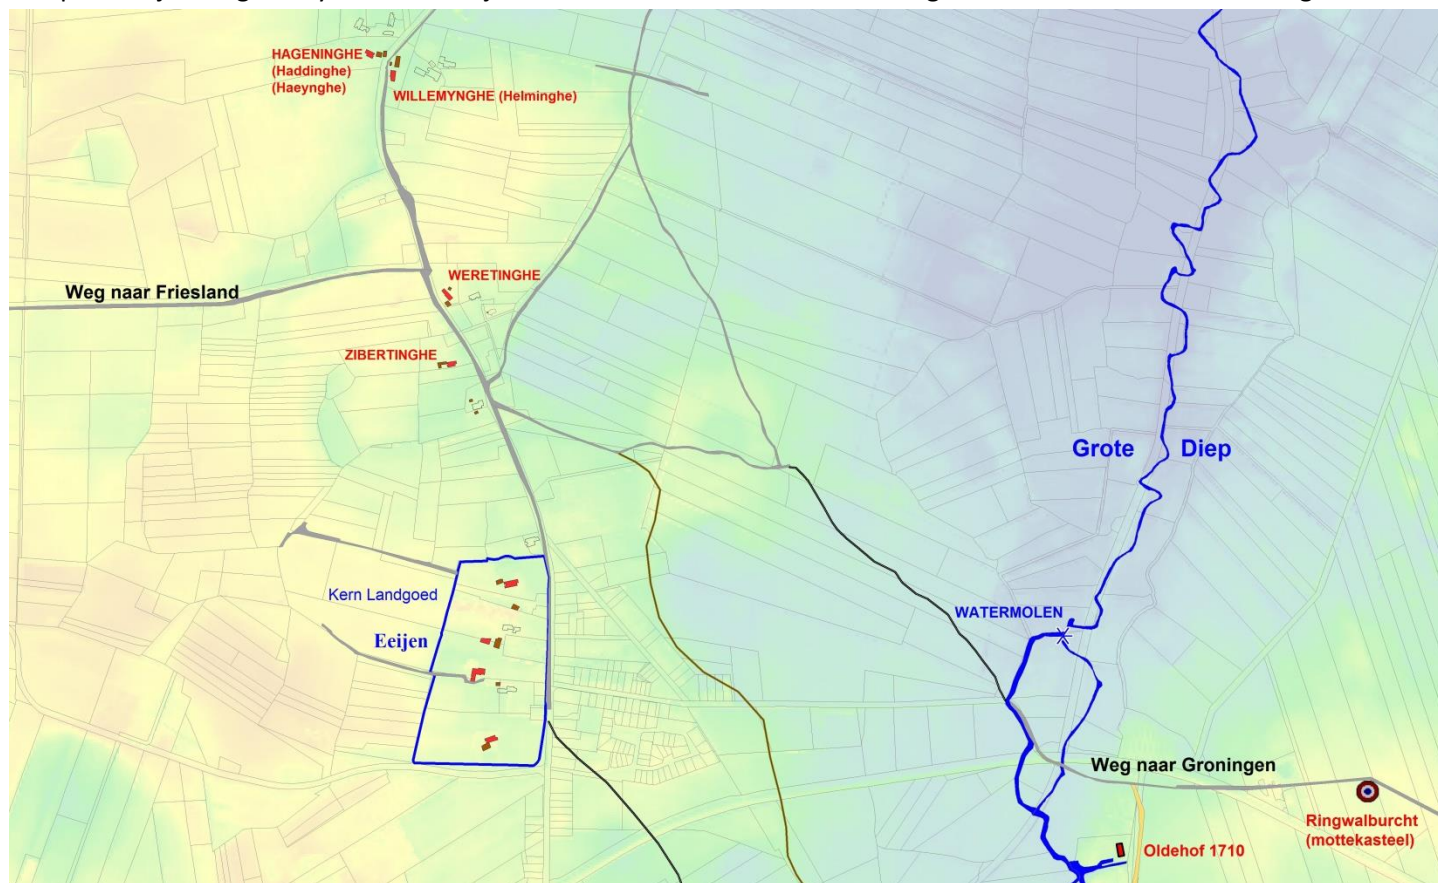 HAGENINGHE
(Haddinghe)
(Haeynghe)
WILLEMYNGHE (Helminghe)
WERETINGHE
Weg naar Friesland
ZIBERTINGHE
Grote Diep
Kern Landgoed
Eeijen
WATERMOLEN
Weg naar Groningen
Ringwalburcht
(mottekasteel)
Oldehof 1710